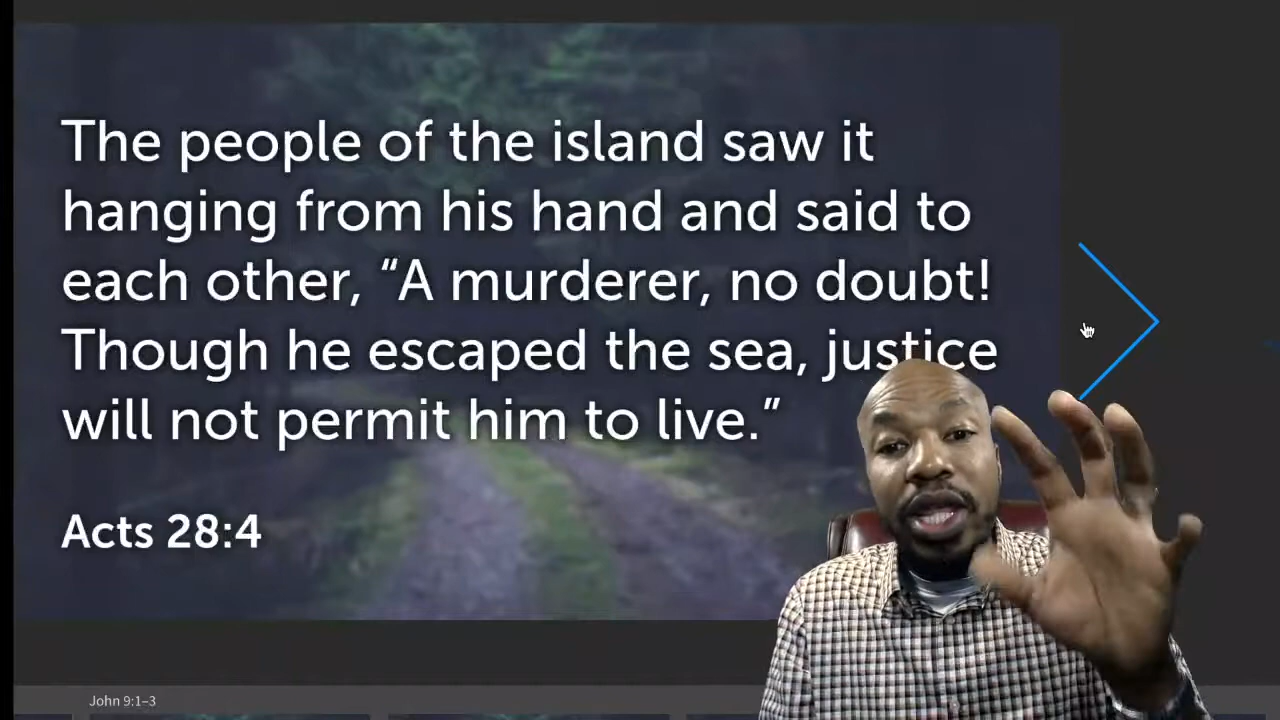 The people of the island saw it
hanging from his hand and said to
each other, “A murderer, no doubt!
Though he escaped the sea, justice
will not permit him to live.”
Acts 28:4
John 9:1–3